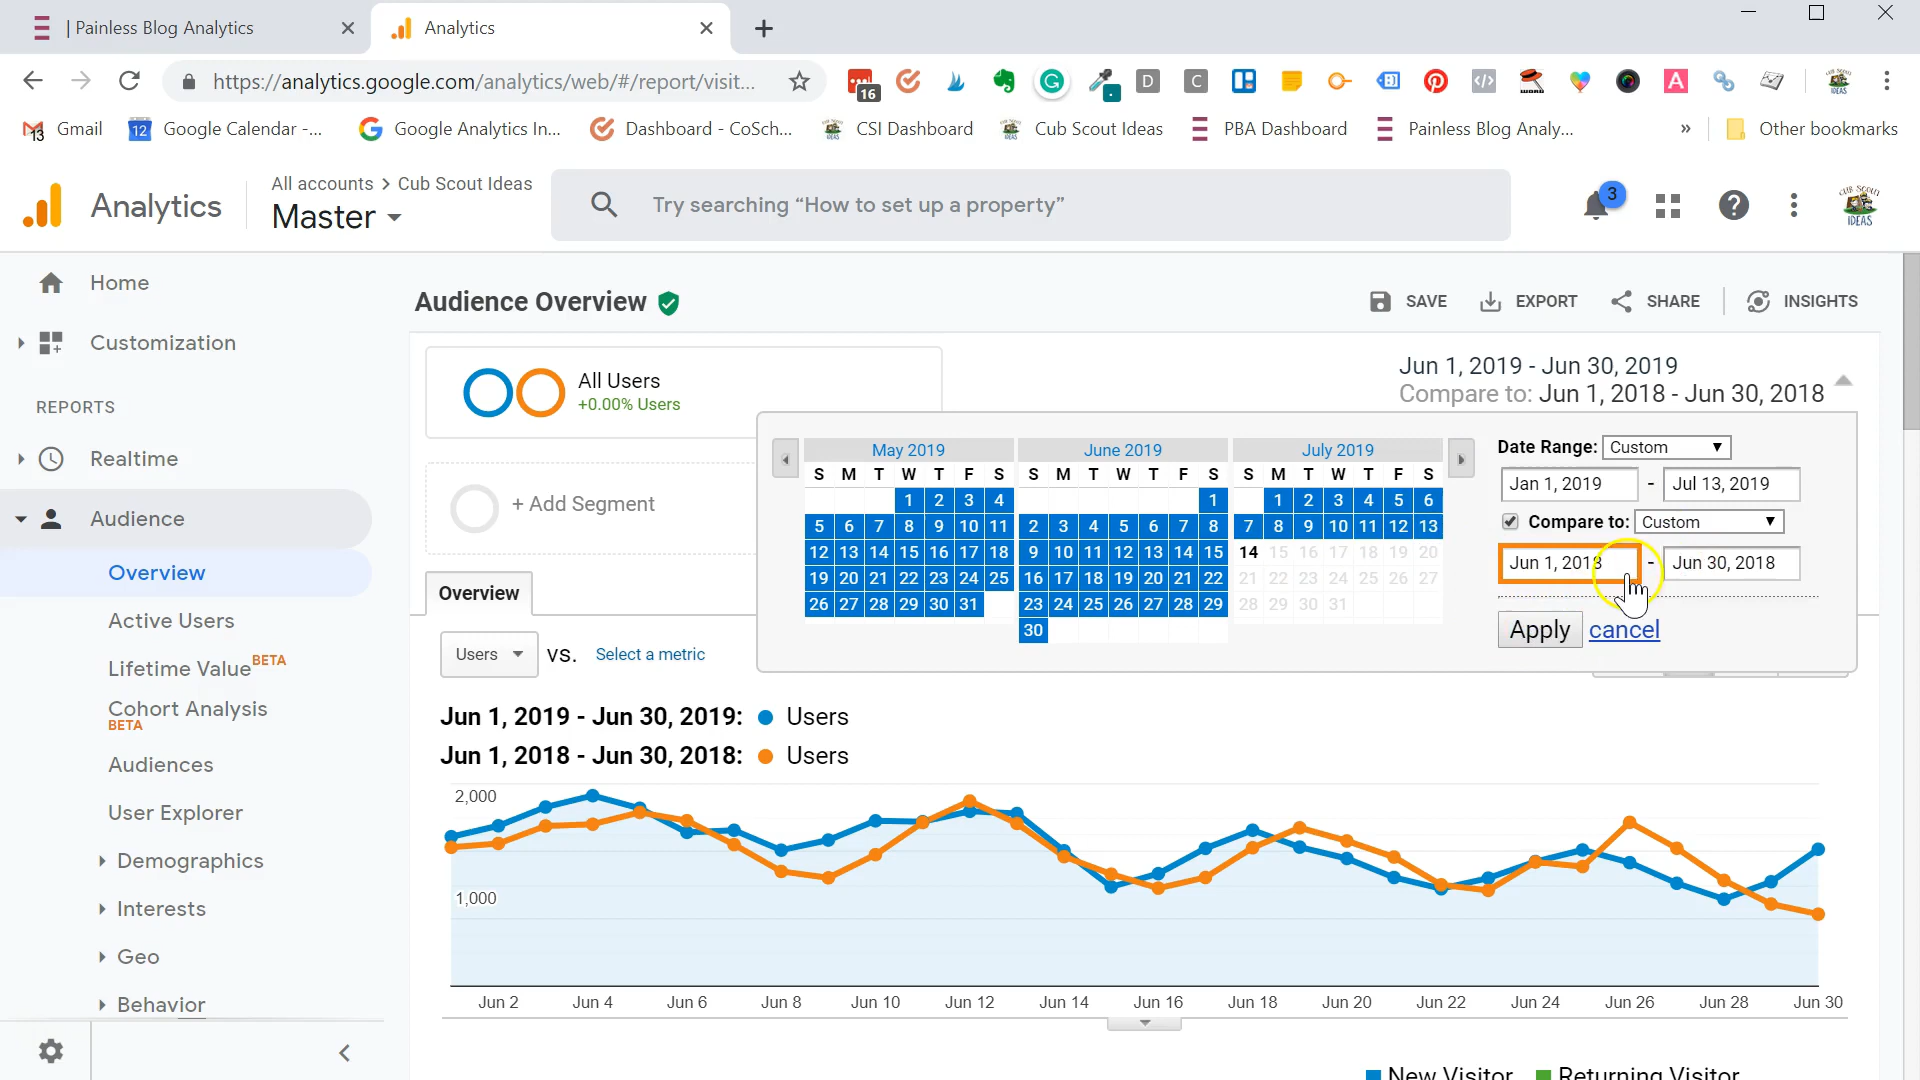 | Painless Blog Analytics
Analytics
https://analytics.google.com/analytics/web/#/report/visit...
16
D
C
A
13 Gmail
12 Google Calendar -...
Google Analytics In...
Dashboard - CoSch...
CSI Dashboard
Cub Scout Ideas
PBA Dashboard
Painless Blog Analy...
»
Other bookmarks
Analytics
All accounts > Cub Scout Ideas
Master
Try searching “How to set up a property”
3
CUB SCOUT
IDEAS
Home
Customization
REPORTS
Realtime
Audience
Overview
Active Users
Lifetime Value BETA
Cohort Analysis
BETA
Audiences
User Explorer
Demographics
Interests
Geo
Behavior
Audience Overview
SAVE
EXPORT
SHARE
INSIGHTS
All Users
+0.00% Users
+ Add Segment
Jun 1, 2019 - Jun 30, 2019
Compare to: Jun 1, 2018 - Jun 30, 2018
May 2019
S M T W T F S
1 2 3 4
5 6 7 8 9 10 11
12 13 14 15 16 17 18
19 20 21 22 23 24 25
26 27 28 29 30 31
June 2019
S M T W T F S
1
2 3 4 5 6 7 8
9 10 11 12 13 14 15
16 17 18 19 20 21 22
23 24 25 26 27 28 29
30
July 2019
S M T W T F S
1 2 3 4 5 6
7 8 9 10 11 12 13
14 15 16 17 18 19 20
21 22 23 24 25 26 27
28 29 30 31
Date Range: Custom
Jan 1, 2019 - Jul 13, 2019
Compare to: Custom
Jun 1, 2018 - Jun 30, 2018
Apply cancel
Overview
Users VS. Select a metric
Jun 1, 2019 - Jun 30, 2019: Users
Jun 1, 2018 - Jun 30, 2018: Users
2,000
1,000
Jun 2 Jun 4 Jun 6 Jun 8 Jun 10 Jun 12 Jun 14 Jun 16 Jun 18 Jun 20 Jun 22 Jun 24 Jun 26 Jun 28 Jun 30
New Visitor Returning Visitor